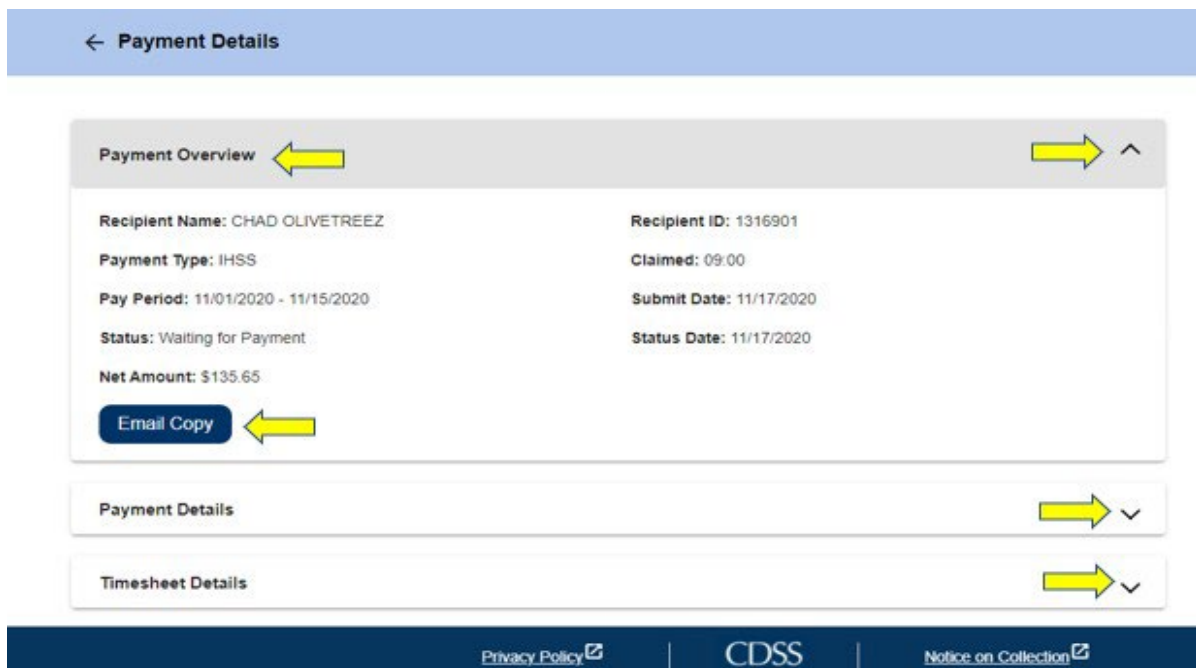 ← Payment Details
Payment Overview
Recipient Name: CHAD OLIVETREEZ
Recipient ID: 1316901
Payment Type: IHSS
Claimed: 09:00
Pay Period: 11/01/2020 - 11/15/2020
Submit Date: 11/17/2020
Status: Waiting for Payment
Status Date: 11/17/2020
Net Amount: $135.65
Email Copy
Payment Details
Timesheet Details
Privacy Policy | CDSS | Notice on Collection